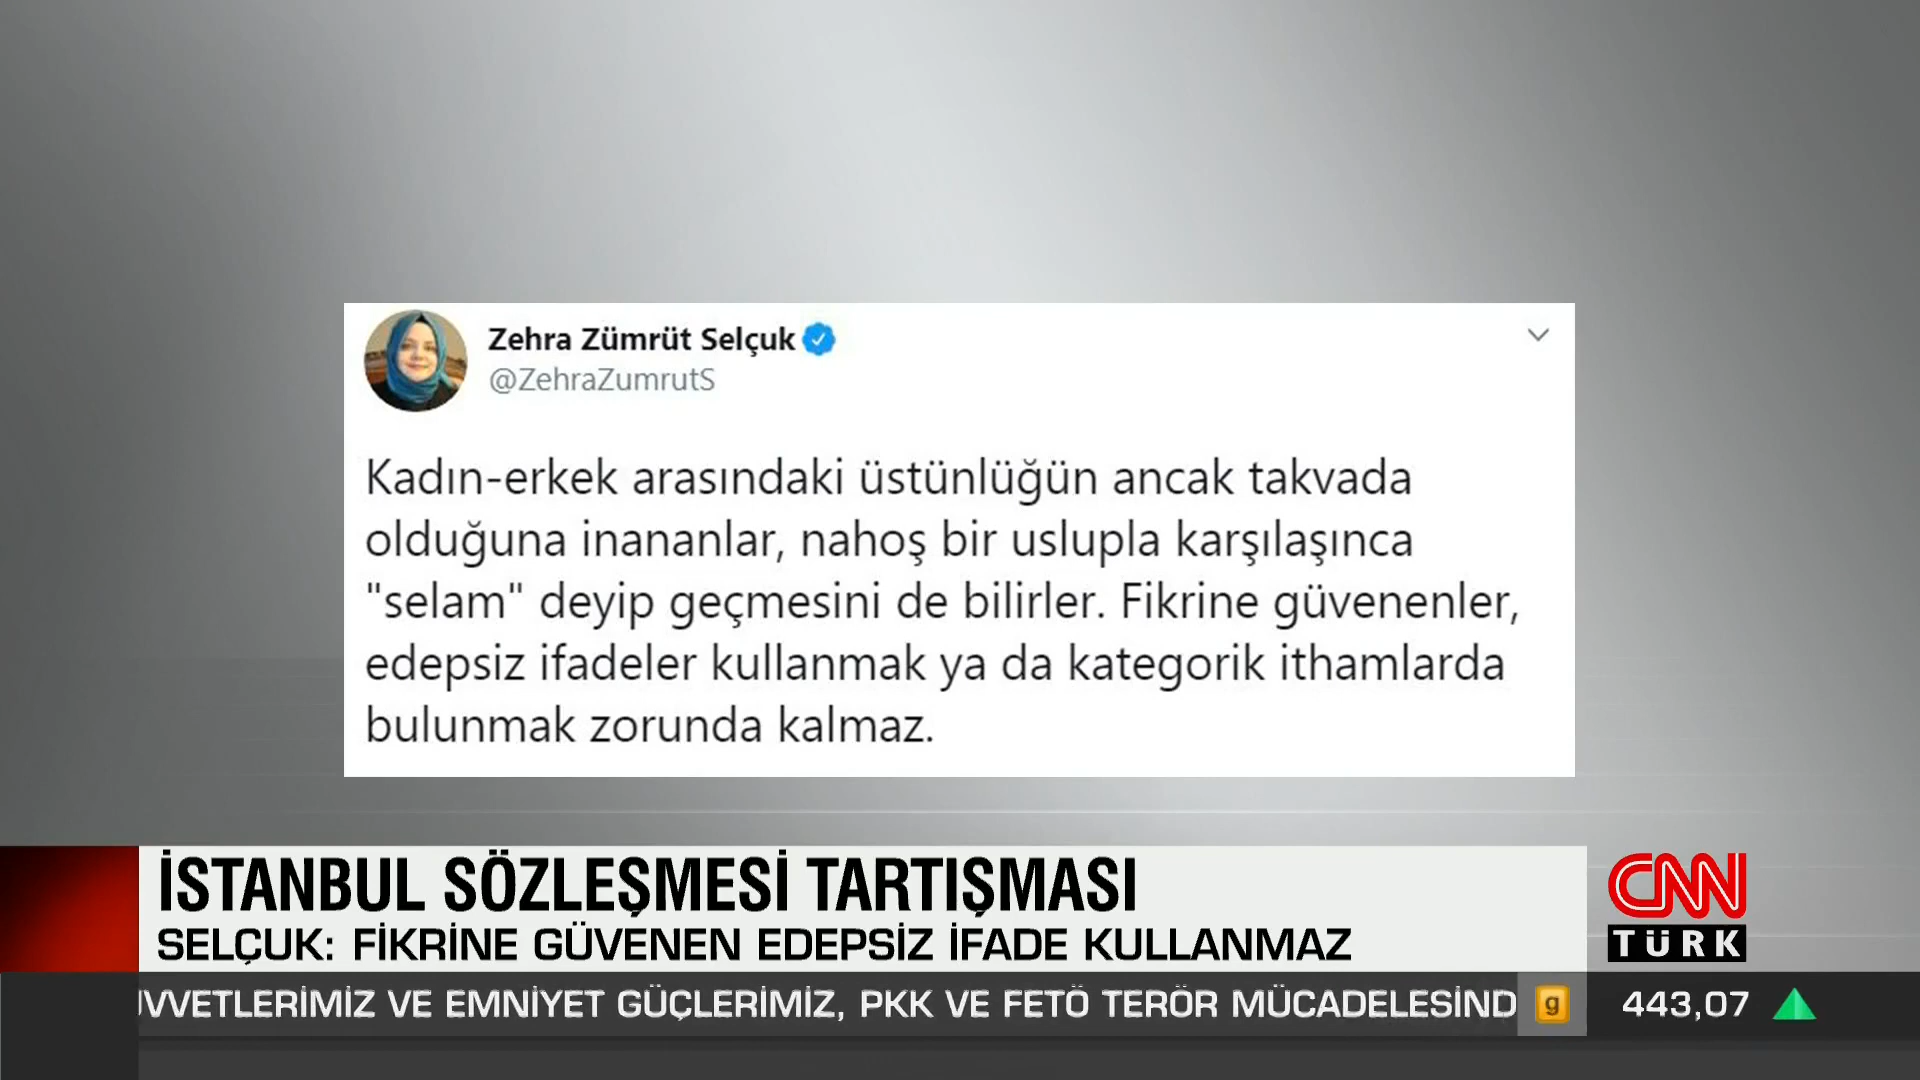 Zehra Zümrüt Selçuk
@ZehraZumrutS
Kadın-erkek arasındaki üstünlüğün ancak takvada
olduğuna inananlar, nahoş bir uslupla karşılaşınca
"selam" deyip geçmesini de bilirler. Fikrine güvenenler,
edepsiz ifadeler kullanmak ya da kategorik ithamlarda
bulunmak zorunda kalmaz.
İSTANBUL SÖZLEŞMESİ TARTIŞMASI
SELÇUK: FİKRİNE GÜVENEN EDEPSİZ İFADE KULLANMAZ
CNN
TÜRK
UVVETLERİMİZ VE EMNİYET GÜÇLERİMİZ, PKK VE FETÖ TERÖR MÜCADELESİND g 443,07